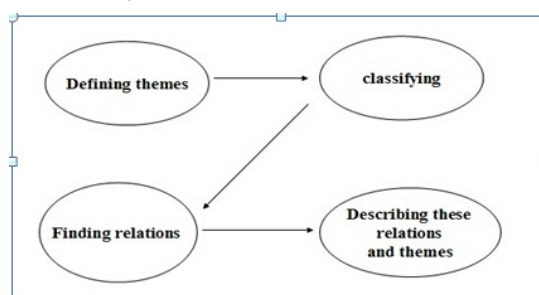 Defining themes
classifying
Finding relations
Describing these
relations
and themes